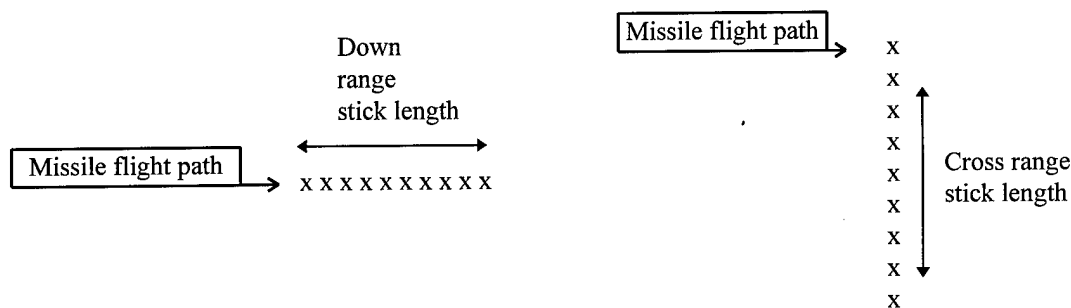 Down
range
stick length
Missile flight path
x x x x x x x x x x
Missile flight path
x
x
x
x
x
x
x
x
x
Cross range
stick length